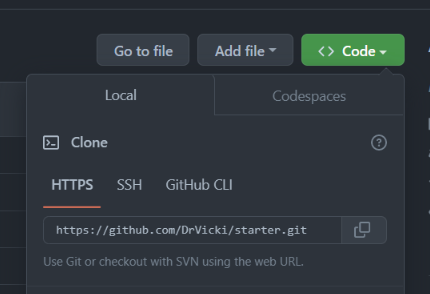 Go to file Add file <> Code
Local Codespaces
Clone
HTTPS SSH GitHub CLI
https://github.com/DrVicki/starter.git
Use Git or checkout with SVN using the web URL.